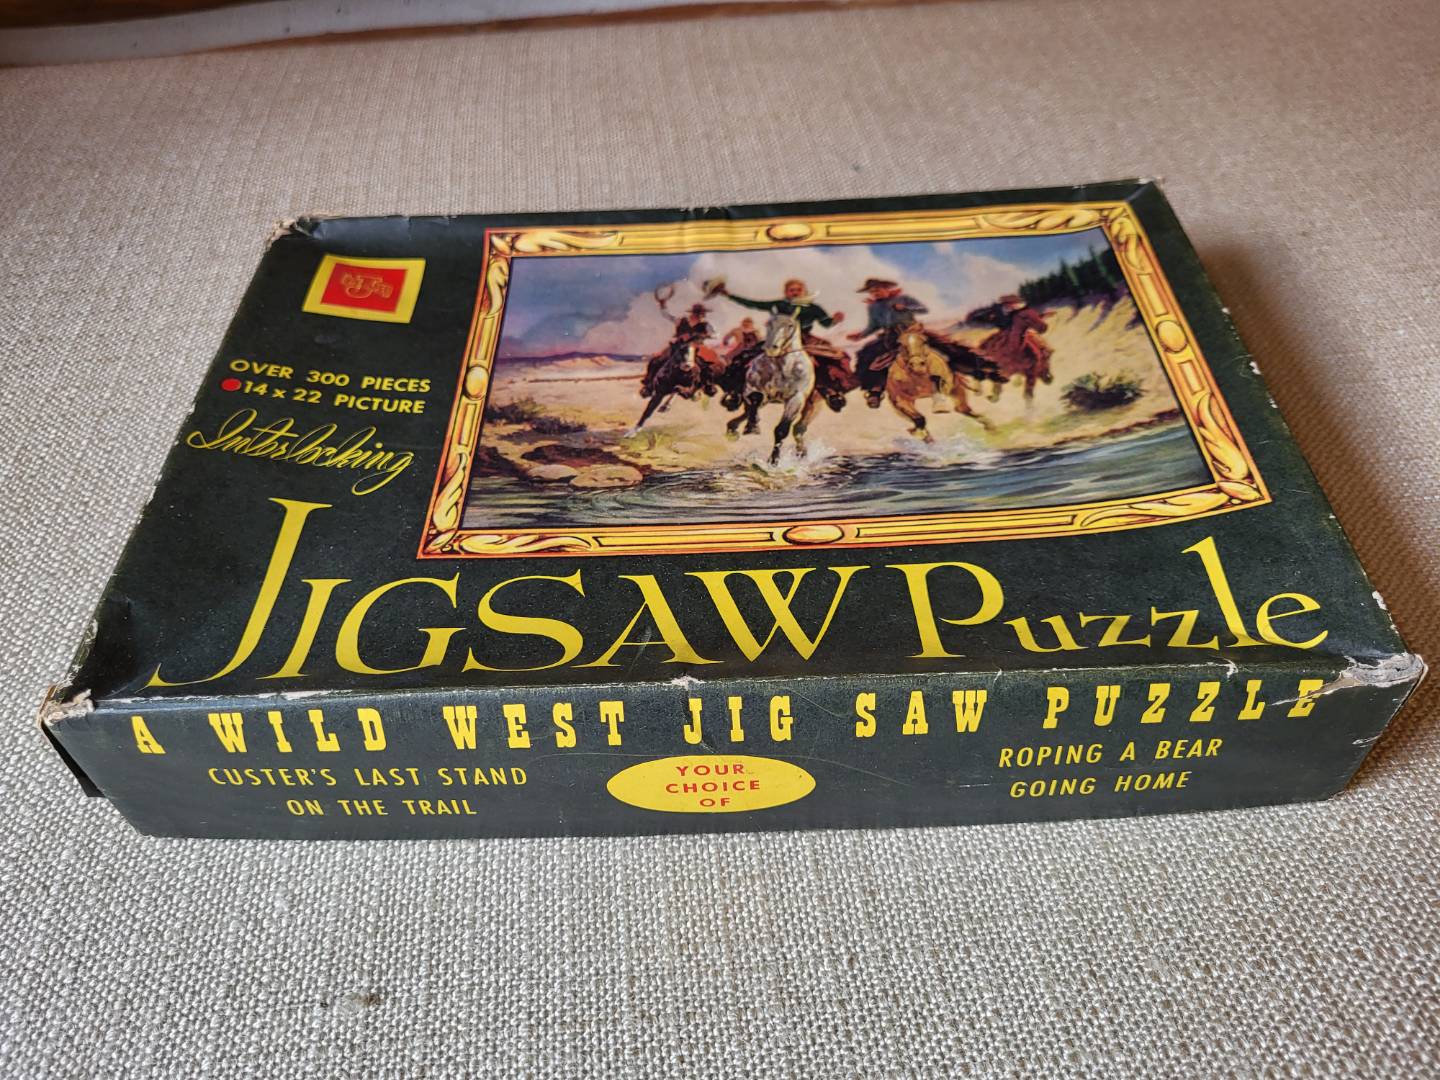 OVER 300 PIECES
14 x 22 PICTURE
Interlocking
JIGSAW Puzzle
A WILD WEST JIG SAW PUZZLE
CUSTER'S LAST STAND
ON THE TRAIL
YOUR
CHOICE
OF
ROPING A BEAR
GOING HOME